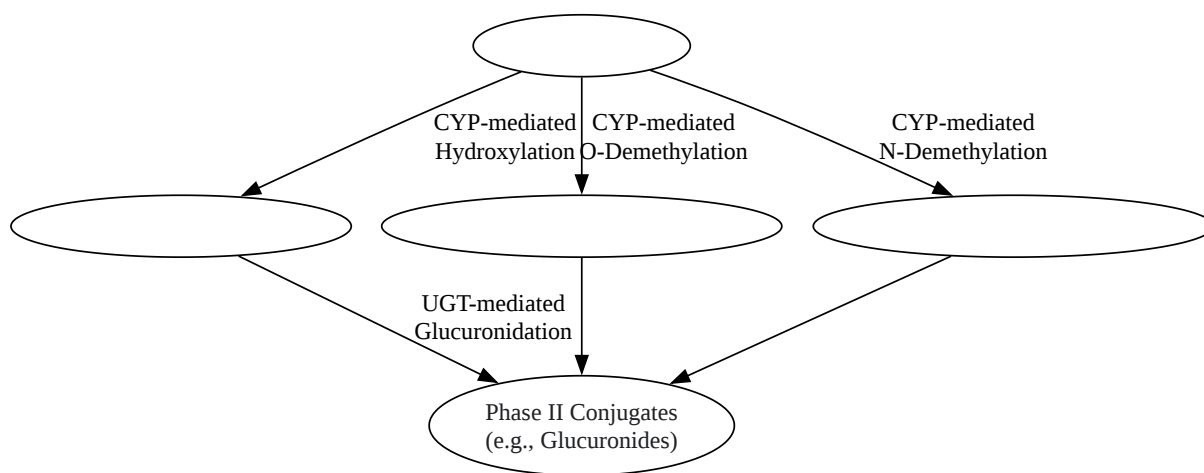 CYP-mediated
Hydroxylation
CYP-mediated
O-Demethylation
CYP-mediated
N-Demethylation
UGT-mediated
Glucuronidation
Phase II Conjugates
(e.g., Glucuronides)